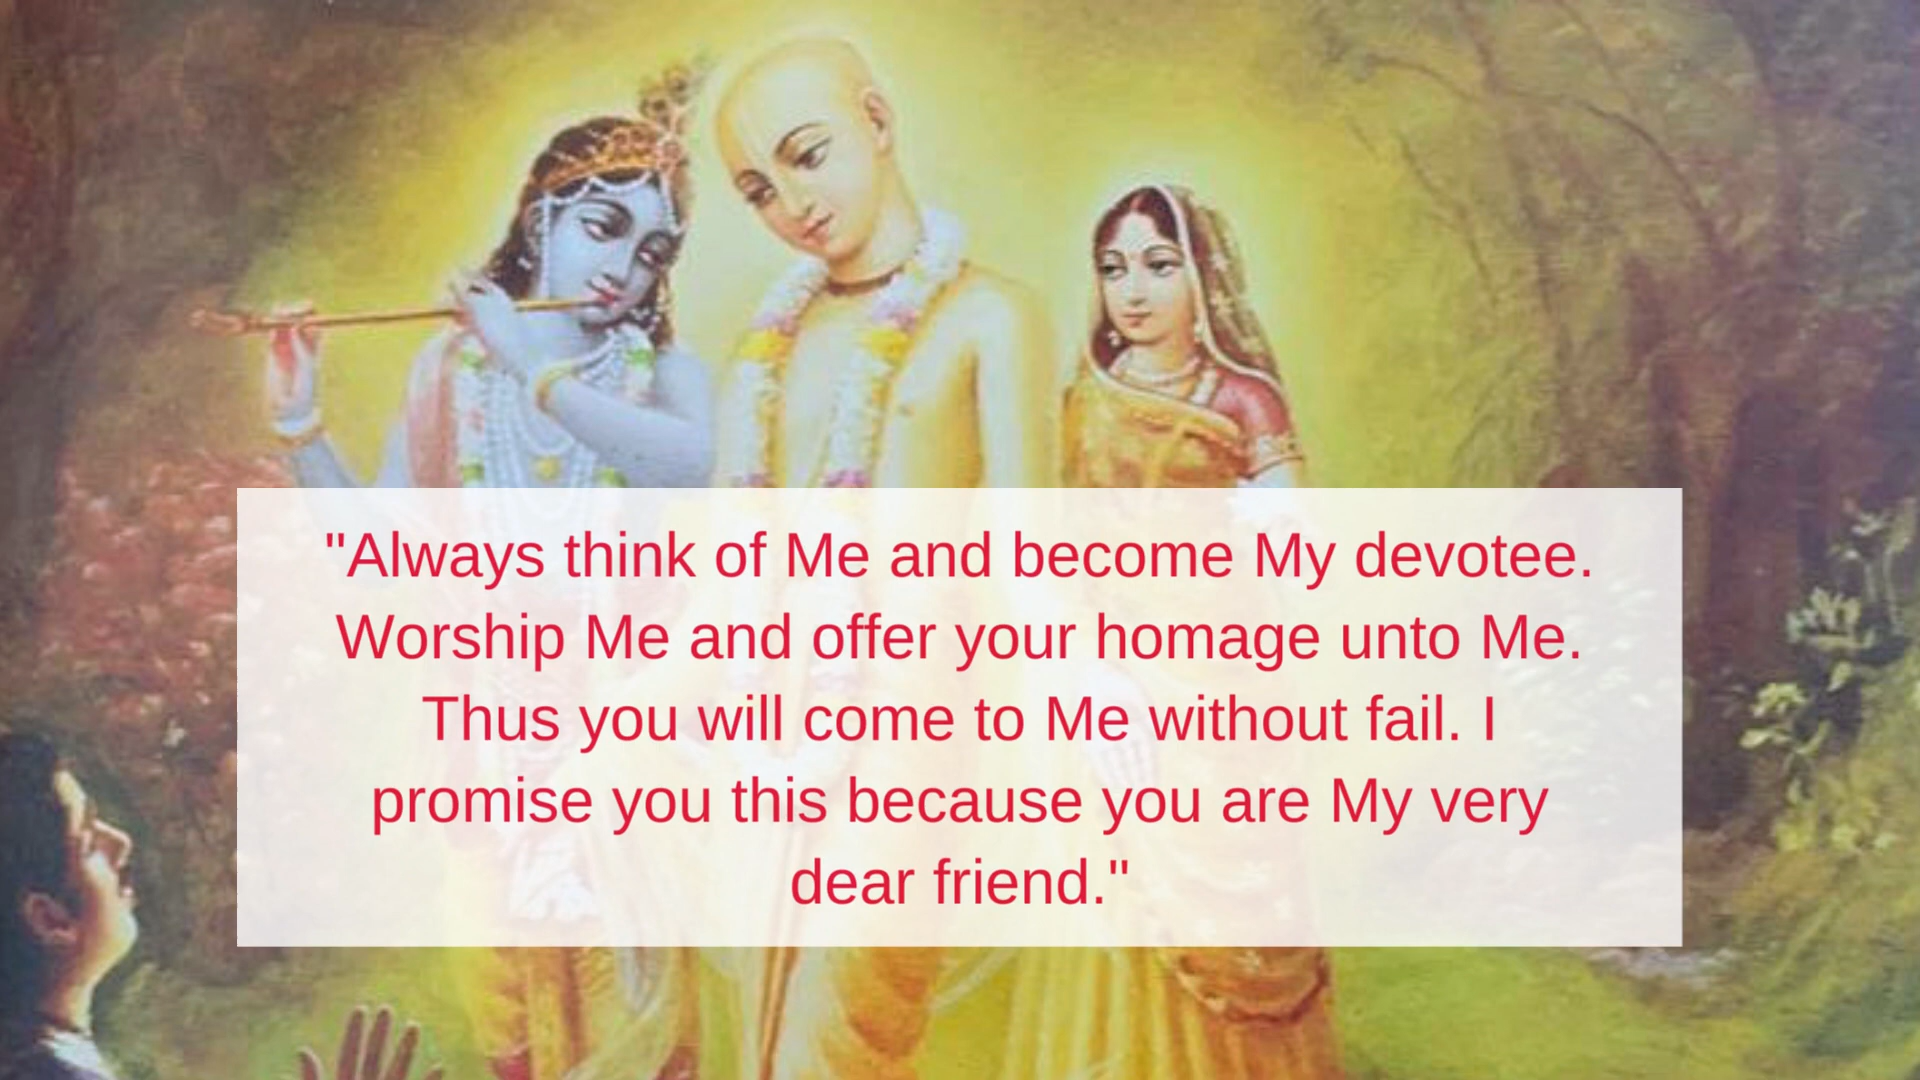 "Always think of Me and become My devotee.
Worship Me and offer your homage unto Me.
Thus you will come to Me without fail. I
promise you this because you are My very
dear friend."